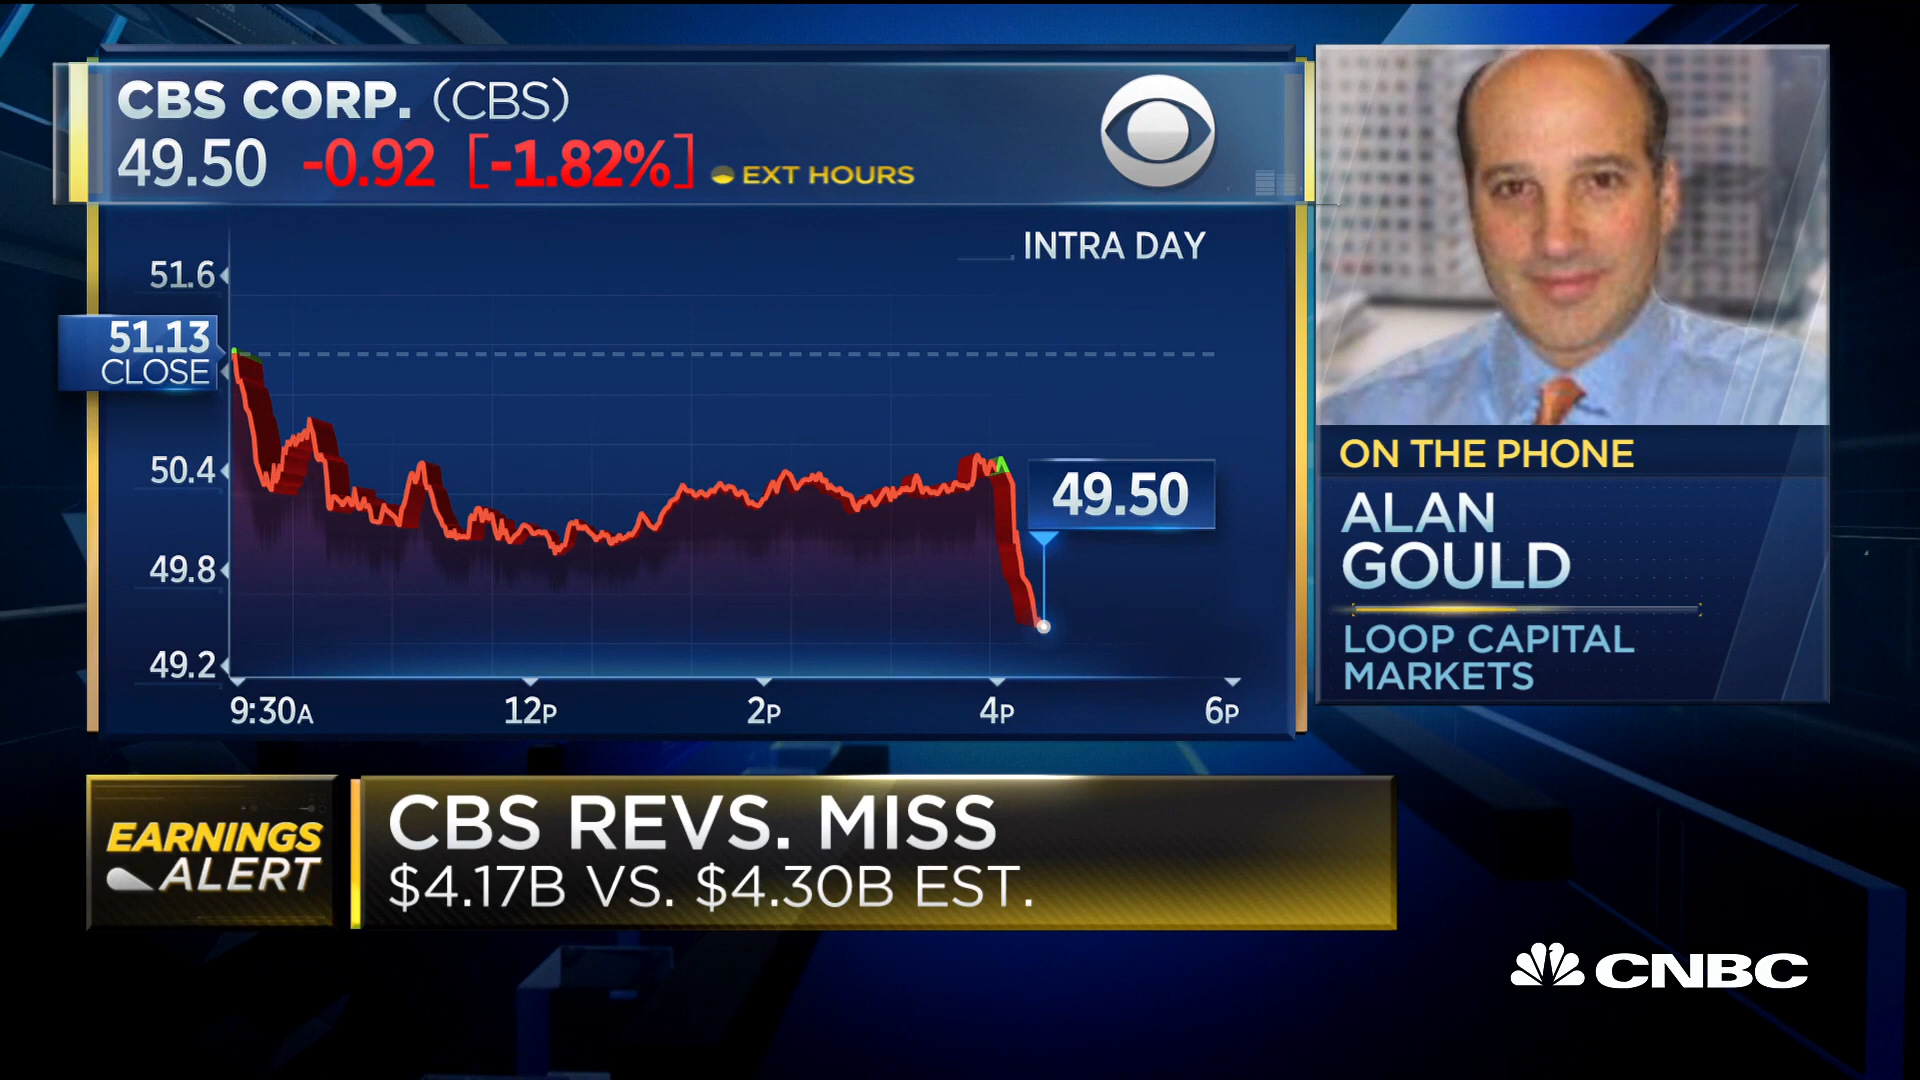 CBS CORP. (CBS)
49.50 -0.92 [-1.82%] EXT HOURS
INTRA DAY
51.6
51.13
CLOSE
50.4
49.50
49.8
49.2
9:30A 12P 2P 4P 6P
ON THE PHONE
ALAN
GOULD
LOOP CAPITAL
MARKETS
EARNINGS
ALERT
CBS REVS. MISS
$4.17B VS. $4.30B EST.
CNBC